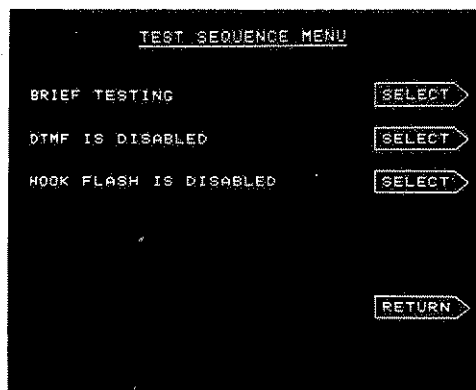 TEST SEQUENCE MENU
BRIEF TESTING SELECT
DTMF IS DISABLED SELECT
HOOK FLASH IS DISABLED SELECT
RETURN